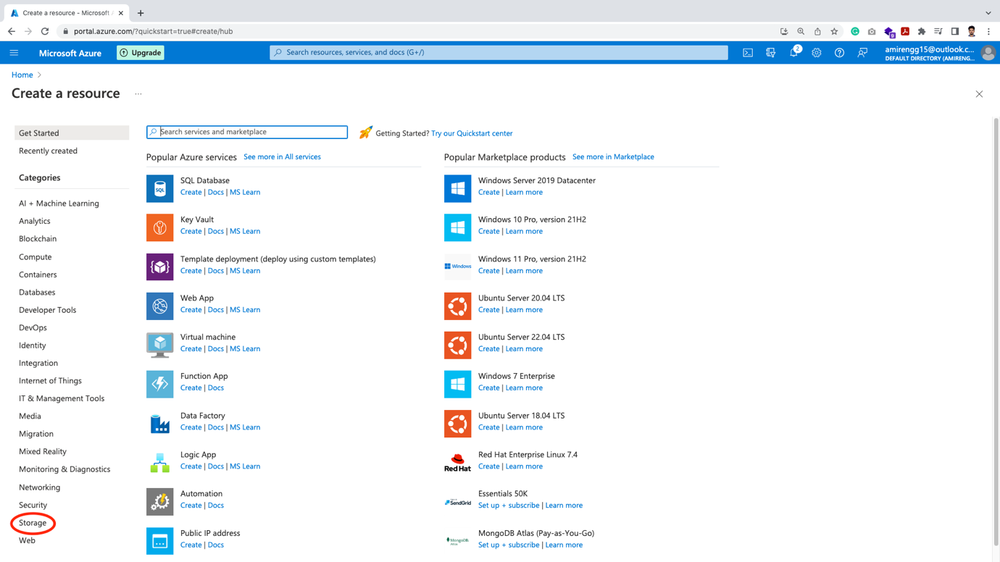 Create a resource - Microsoft A
portal.azure.com/?quickstart=true#create/hub
9
Microsoft Azure
Upgrade
Search resources, services, and docs (G+/)
2
amirengg15@outlook.c...
DEFAULT DIRECTORY (AMIRENG...
Home
Create a resource
...
Get Started
Recently created
Categories
AI + Machine Learning
Analytics
Blockchain
Compute
Containers
Databases
Developer Tools
DevOps
Identity
Integration
Internet of Things
IT & Management Tools
Media
Migration
Mixed Reality
Monitoring & Diagnostics
Networking
Security
Storage
Web
Search services and marketplace
Getting Started? Try our Quickstart center
Popular Azure services See more in All services
SQL
SQL Database
Create | Docs | MS Learn
Key Vault
Create | Docs | MS Learn
Template deployment (deploy using custom templates)
Create | Docs | MS Learn
Web App
Create | Docs | MS Learn
Virtual machine
Create | Docs | MS Learn
Function App
Create | Docs
Data Factory
Create | Docs | MS Learn
Logic App
Create | Docs | MS Learn
Automation
Create | Docs
Public IP address
Create | Docs
Popular Marketplace products See more in Marketplace
Windows Server 2019 Datacenter
Create | Learn more
Windows 10 Pro, version 21H2
Create | Learn more
Windows
Windows 11 Pro, version 21H2
Create | Learn more
Ubuntu Server 20.04 LTS
Create | Learn more
Ubuntu Server 22.04 LTS
Create | Learn more
Windows 7 Enterprise
Create | Learn more
Ubuntu Server 18.04 LTS
Create | Learn more
Red Hat
Red Hat Enterprise Linux 7.4
Create | Learn more
SendGrid
Essentials 50K
Set up + subscribe | Learn more
MongoDB.
Atlas
MongoDB Atlas (Pay-as-You-Go)
Set up + subscribe | Learn more